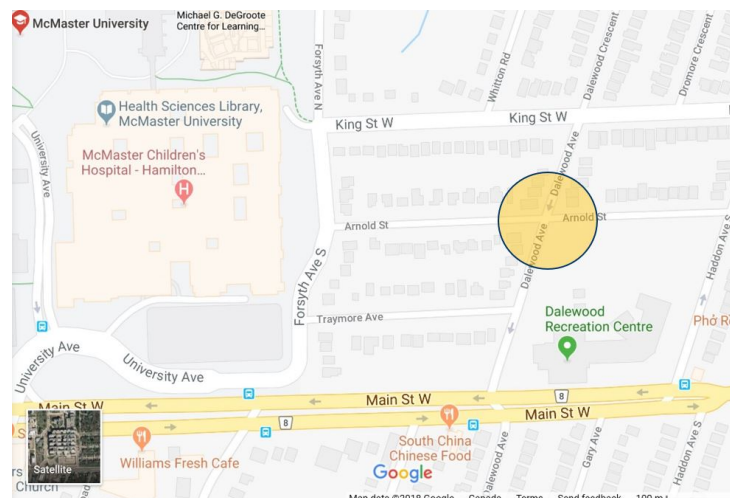 McMaster University
Michael G. DeGroote
Centre for Learning...
Health Sciences Library,
McMaster University
McMaster Children's
Hospital - Hamilton...
H
University Ave
Forsyth Ave N
Whitton Rd
Dalewood Crescent
Dromore Crescent
King St W
King St W
Dalewood Ave
Arnold St
Arnold St
Dalewood Ave
Haddon Ave S
Forsyth Ave S
Traymore Ave
Dalewood
Recreation Centre
University Ave
University Ave
Main St W
Main St W
8
8
Main St W
South China
Chinese Food
Williams Fresh Cafe
Dalewood Ave
Gary Ave
Haddon Ave S
Church
Satellite
Google
Map data ©2018 Google
Canada
Terms
Send feedback
100 m